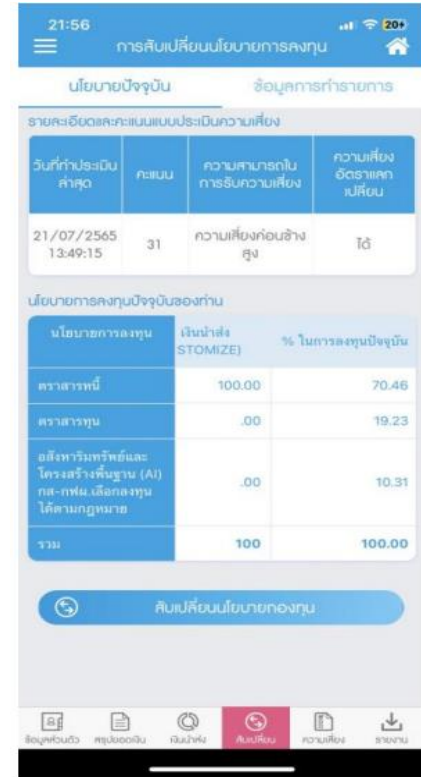 21:56
20+
การสับเปลี่ยนนโยบายการลงทุน
นโยบายปัจจุบัน ข้อมูลการทำรายการ
รายละเอียดและคะแนนแบบประเมินความเสี่ยง
วันที่ทำประเมินล่าสุด คะแนน ความสามารถในการรับความเสี่ยง ความเสี่ยงอัตราแลกเปลี่ยน
21/07/2565 13:49:15 31 ความเสี่ยงค่อนข้างสูง ได้
นโยบายการลงทุนปัจจุบันของท่าน
นโยบายการลงทุน เงินนำส่ง STOMIZE) % ในการลงทุนปัจจุบัน
ตราสารหนี้ 100.00 70.46
ตราสารทุน .00 19.23
อสังหาริมทรัพย์และ
โครงสร้างพื้นฐาน (AI)
กส-กฟผ.เลือกลงทุน .00 10.31
ได้ตามกฎหมาย
รวม 100 100.00
สับเปลี่ยนนโยบายกองทุน
ข้อมูลส่วนตัว สรุปยอดเงิน เงินนำส่ง สับเปลี่ยน ความเสี่ยง รายงาน